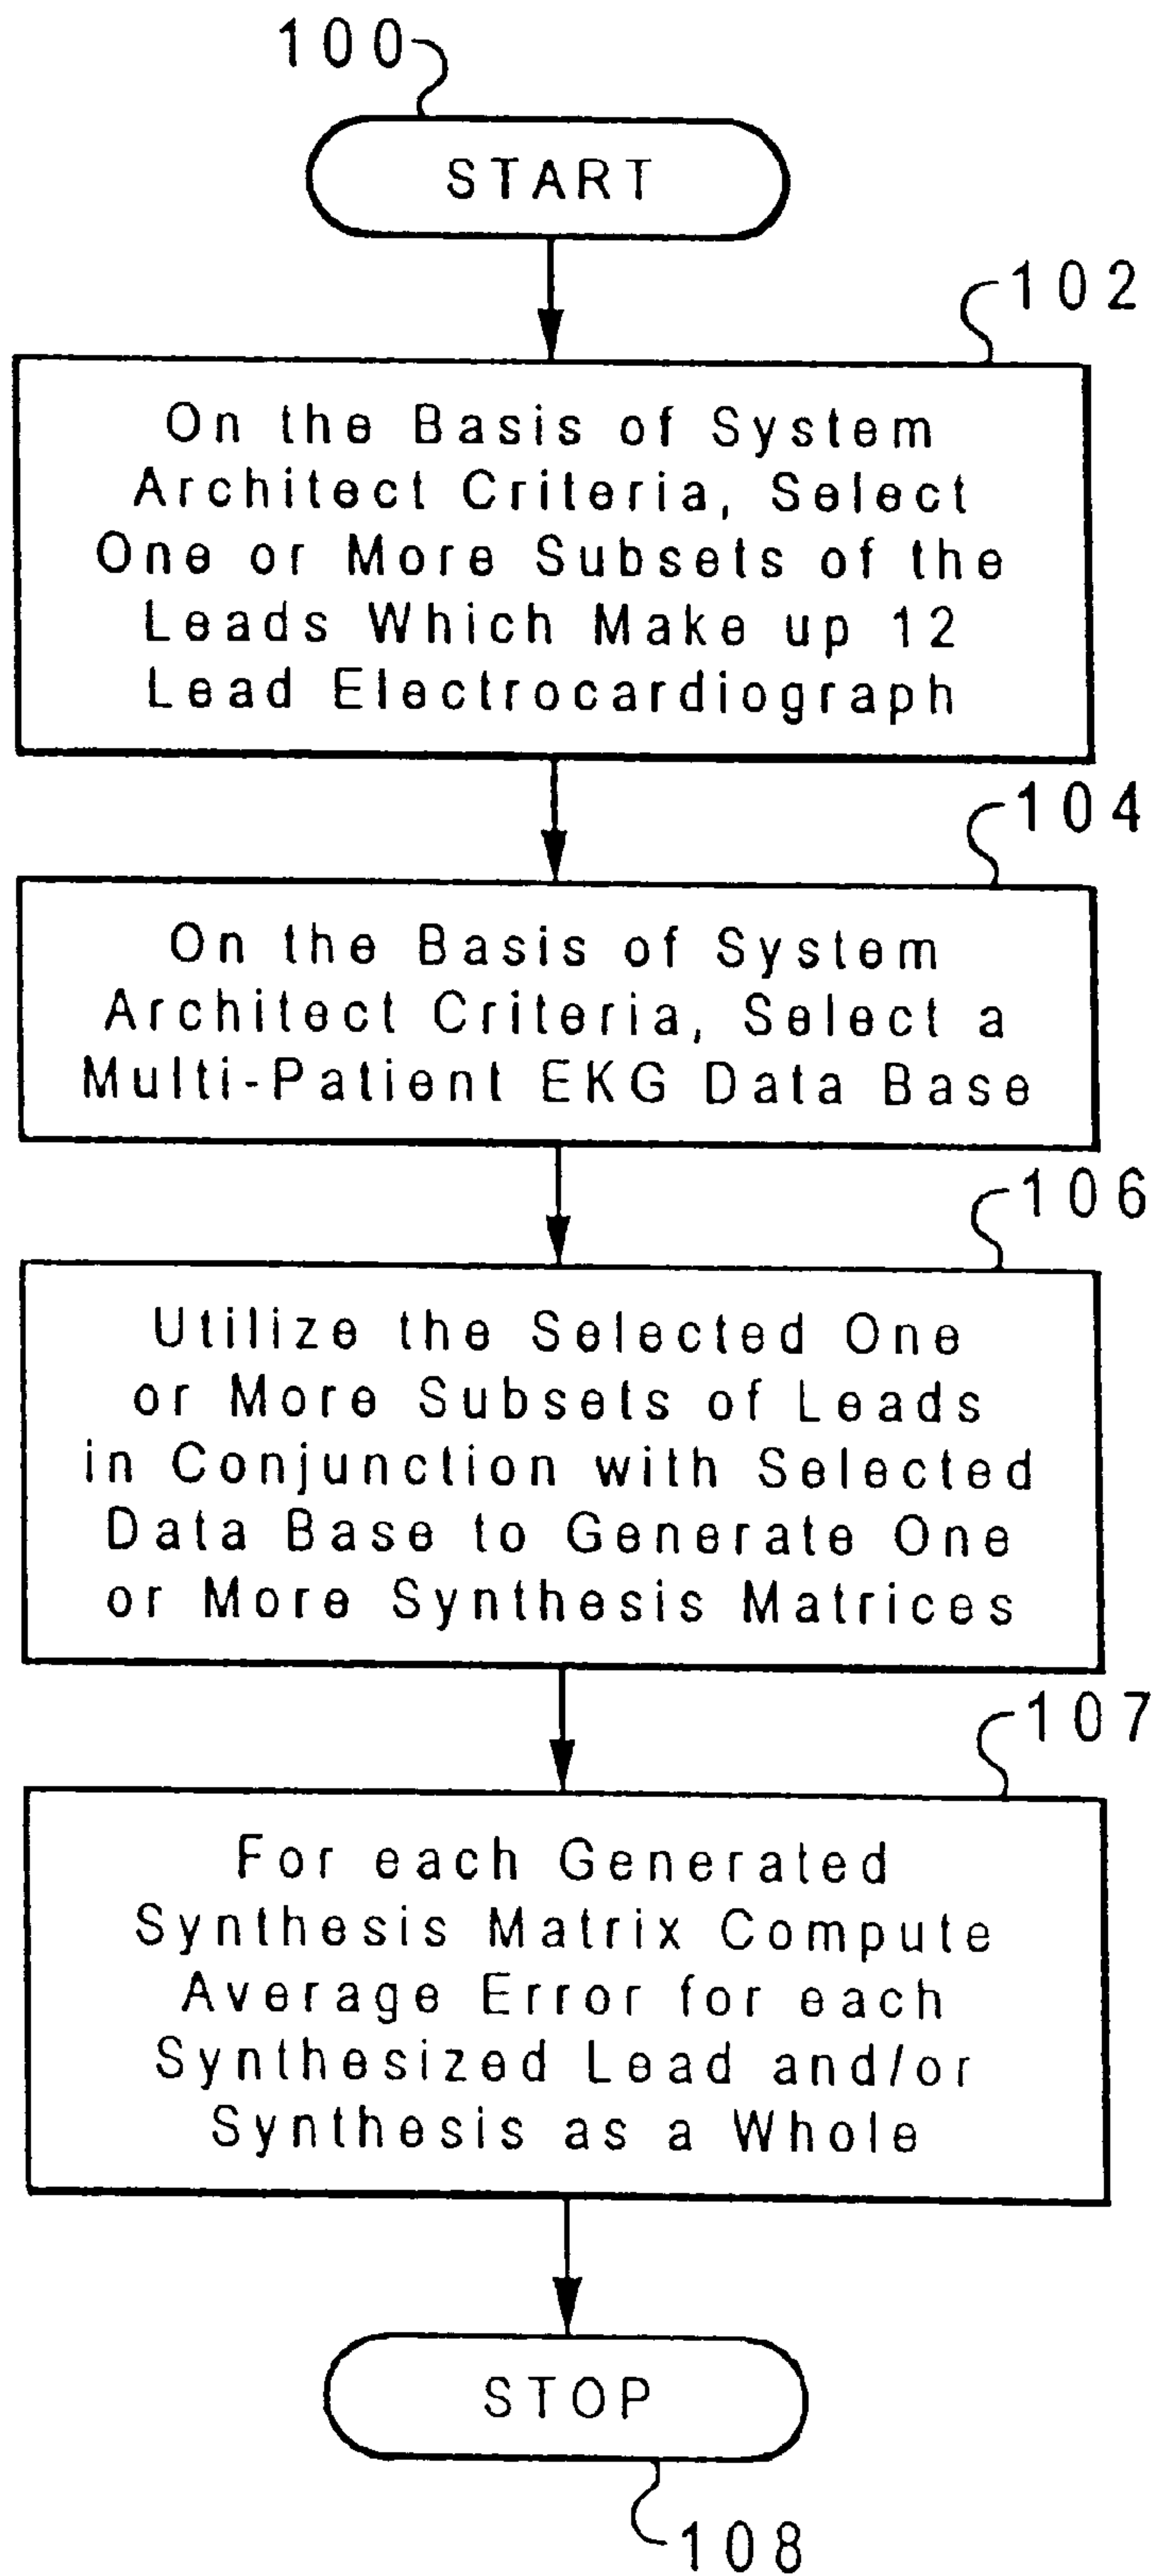 100
START
102
On the Basis of System
Architect Criteria, Select
One or More Subsets of the
Leads Which Make up 12
Lead Electrocardiograph
104
On the Basis of System
Architect Criteria, Select a
Multi-Patient EKG Data Base
106
Utilize the Selected One
or More Subsets of Leads
in Conjunction with Selected
Data Base to Generate One
or More Synthesis Matrices
107
For each Generated
Synthesis Matrix Compute
Average Error for each
Synthesized Lead and/or
Synthesis as a Whole
STOP
108